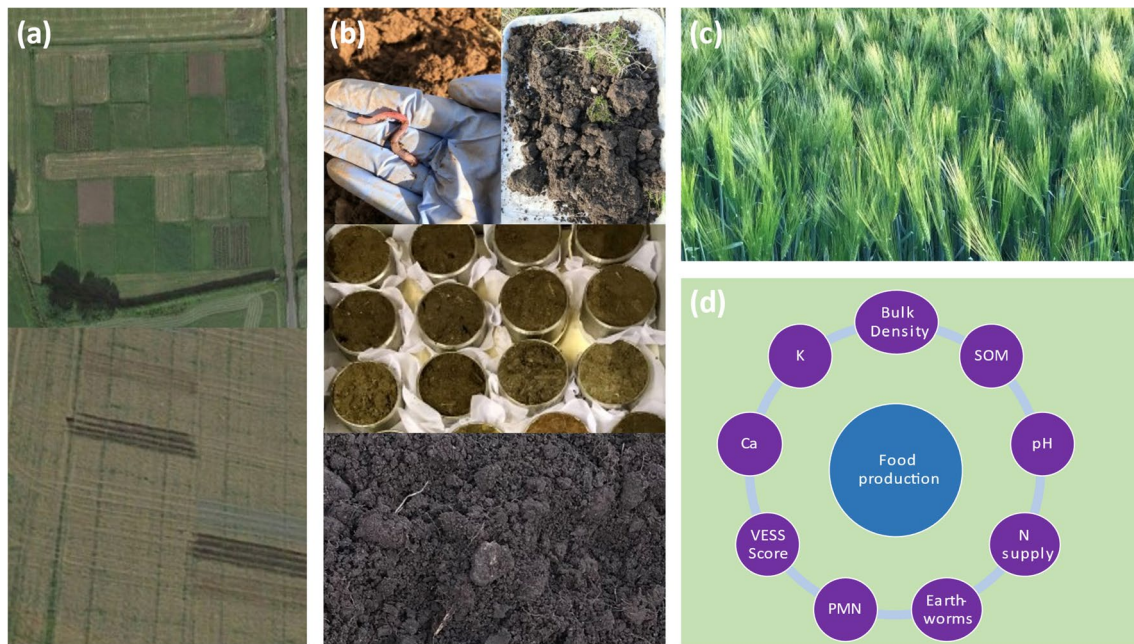 (a)
(b)
(c)
(d)
Bulk
Density
SOM
pH
N
supply
Earth-
worms
PMN
VESS
Score
Ca
K
Food
production